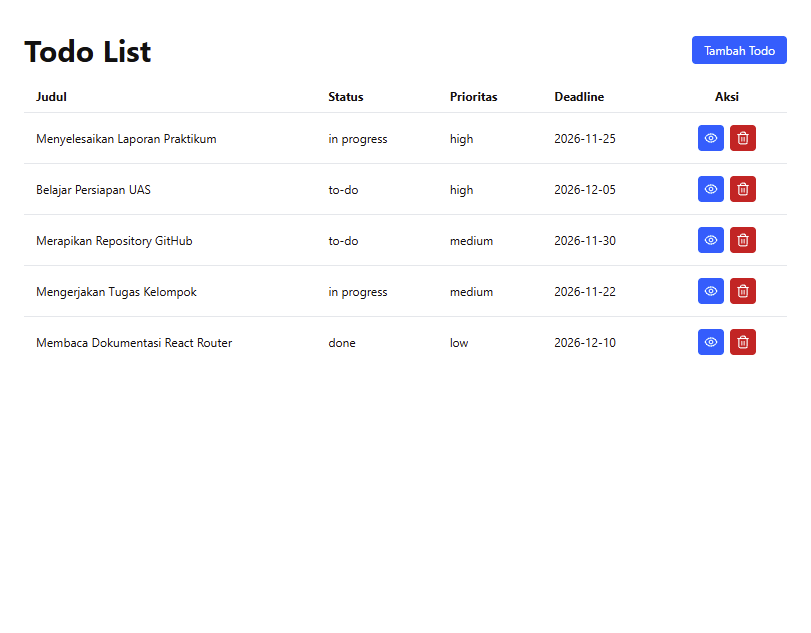 Todo List
Tambah Todo
Judul Status Prioritas Deadline Aksi
Menyelesaikan Laporan Praktikum in progress high 2026-11-25
Belajar Persiapan UAS to-do high 2026-12-05
Merapikan Repository GitHub to-do medium 2026-11-30
Mengerjakan Tugas Kelompok in progress medium 2026-11-22
Membaca Dokumentasi React Router done low 2026-12-10